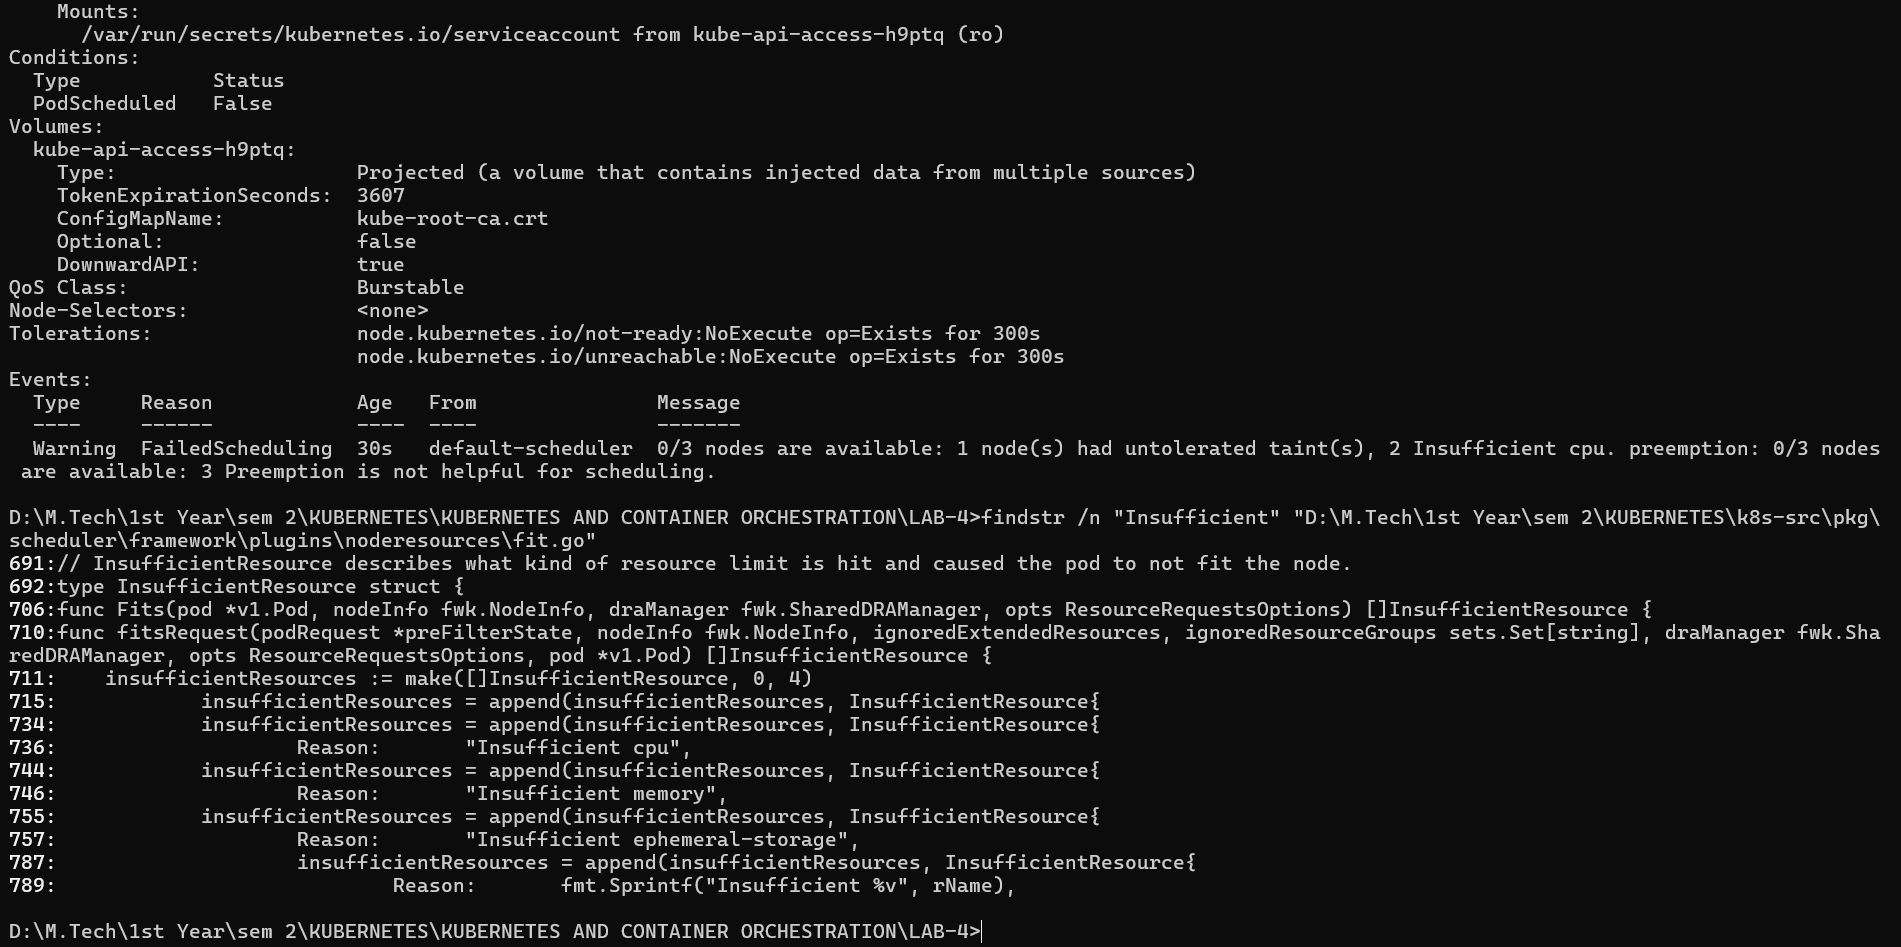 Mounts:
      /var/run/secrets/kubernetes.io/serviceaccount from kube-api-access-h9ptq (ro)
Conditions:
  Type           Status
  PodScheduled   False
Volumes:
  kube-api-access-h9ptq:
    Type:                    Projected (a volume that contains injected data from multiple sources)
    TokenExpirationSeconds:  3607
    ConfigMapName:           kube-root-ca.crt
    Optional:                false
    DownwardAPI:             true
QoS Class:                   Burstable
Node-Selectors:              <none>
Tolerations:                 node.kubernetes.io/not-ready:NoExecute op=Exists for 300s
                             node.kubernetes.io/unreachable:NoExecute op=Exists for 300s
Events:
  Type     Reason            Age   From               Message
  ----     ------            ----  ----               -------
  Warning  FailedScheduling  30s   default-scheduler  0/3 nodes are available: 1 node(s) had untolerated taint(s), 2 Insufficient cpu. preemption: 0/3 nodes
 are available: 3 Preemption is not helpful for scheduling.

D:\M.Tech\1st Year\sem 2\KUBERNETES\KUBERNETES AND CONTAINER ORCHESTRATION\LAB-4>findstr /n "Insufficient" "D:\M.Tech\1st Year\sem 2\KUBERNETES\k8s-src\pkg\
scheduler\framework\plugins\noderesources\fit.go"
691:// InsufficientResource describes what kind of resource limit is hit and caused the pod to not fit the node.
692:type InsufficientResource struct {
706:func Fits(pod *v1.Pod, nodeInfo fwk.NodeInfo, draManager fwk.SharedDRAManager, opts ResourceRequestsOptions) []InsufficientResource {
710:func fitsRequest(podRequest *preFilterState, nodeInfo fwk.NodeInfo, ignoredExtendedResources, ignoredResourceGroups sets.Set[string], draManager fwk.Sha
redDRAManager, opts ResourceRequestsOptions, pod *v1.Pod) []InsufficientResource {
711:    insufficientResources := make([]InsufficientResource, 0, 4)
715:            insufficientResources = append(insufficientResources, InsufficientResource{
734:            insufficientResources = append(insufficientResources, InsufficientResource{
736:                    Reason:       "Insufficient cpu",
744:            insufficientResources = append(insufficientResources, InsufficientResource{
746:                    Reason:       "Insufficient memory",
755:            insufficientResources = append(insufficientResources, InsufficientResource{
757:                    Reason:       "Insufficient ephemeral-storage",
787:                    insufficientResources = append(insufficientResources, InsufficientResource{
789:                            Reason:       fmt.Sprintf("Insufficient %v", rName),

D:\M.Tech\1st Year\sem 2\KUBERNETES\KUBERNETES AND CONTAINER ORCHESTRATION\LAB-4>